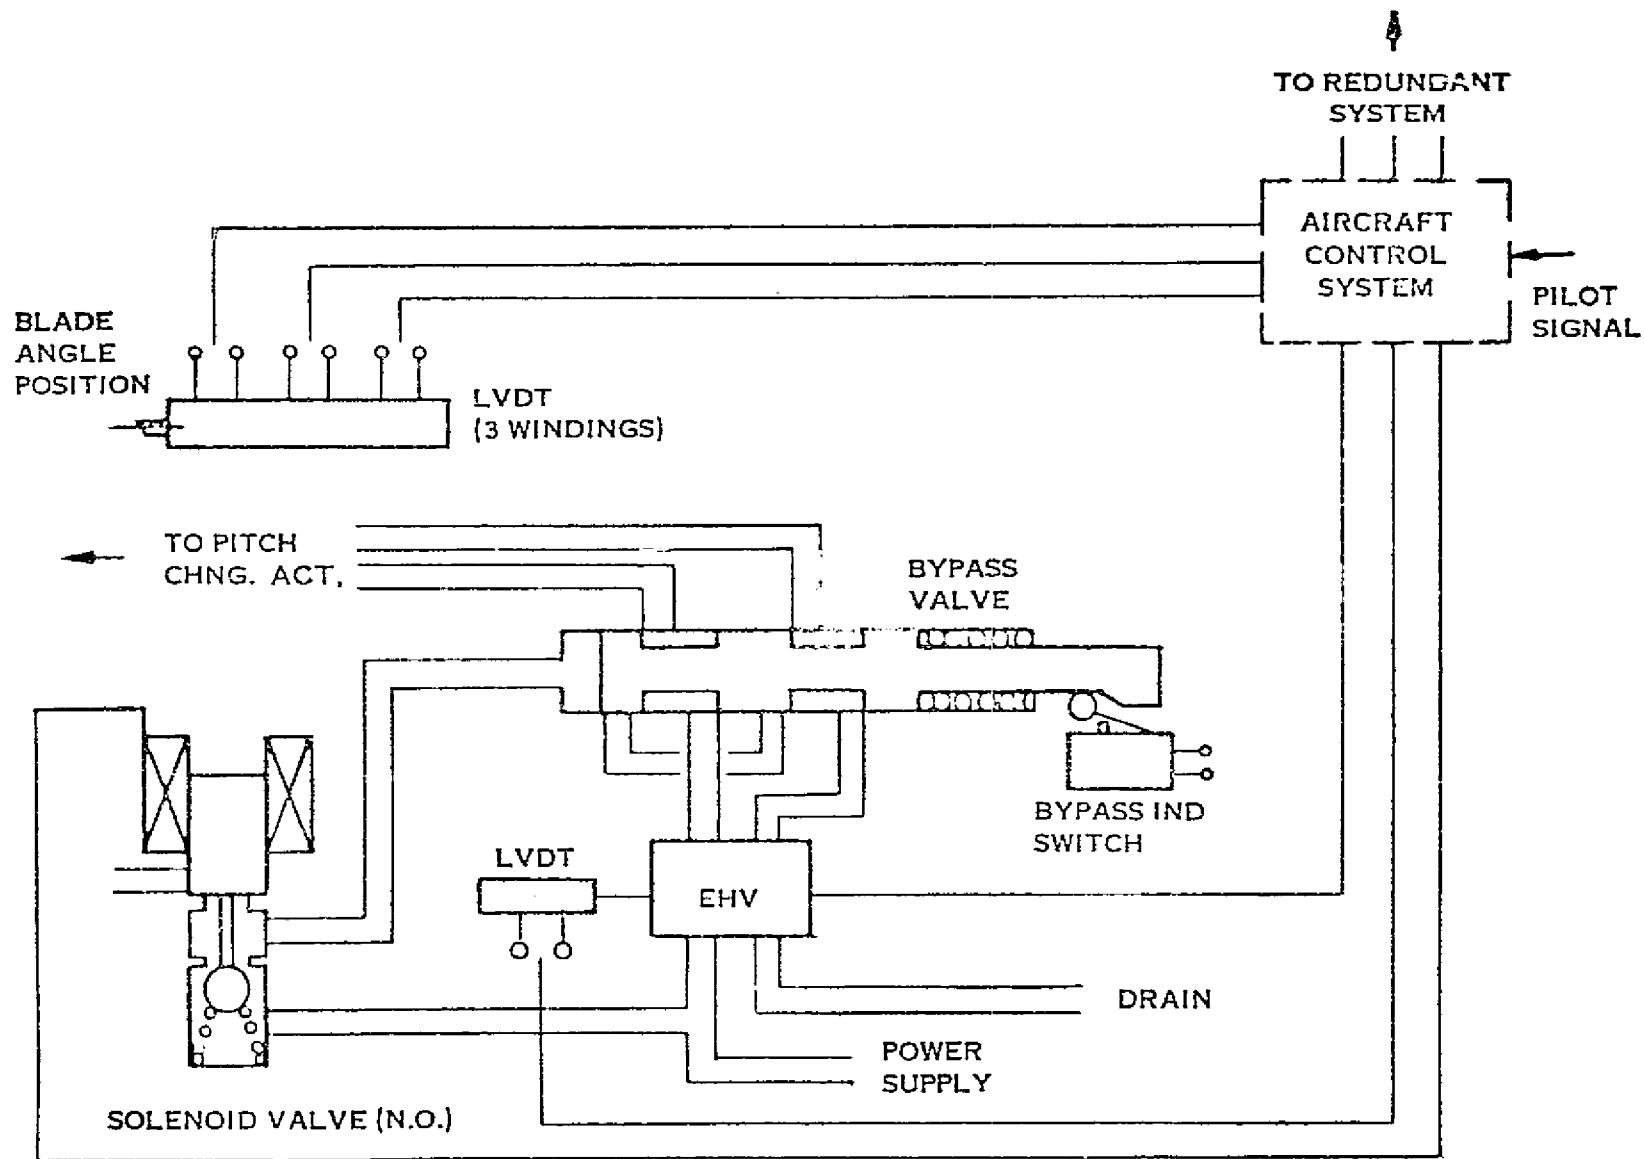 TO REDUNDANT
SYSTEM
AIRCRAFT
CONTROL
SYSTEM
PILOT
SIGNAL
BLADE
ANGLE
POSITION
LVDT
(3 WINDINGS)
TO PITCH
CHNG. ACT.
BYPASS
VALVE
BYPASS IND
SWITCH
LVDT
EHV
DRAIN
POWER
SUPPLY
SOLENOID VALVE (N.O.)